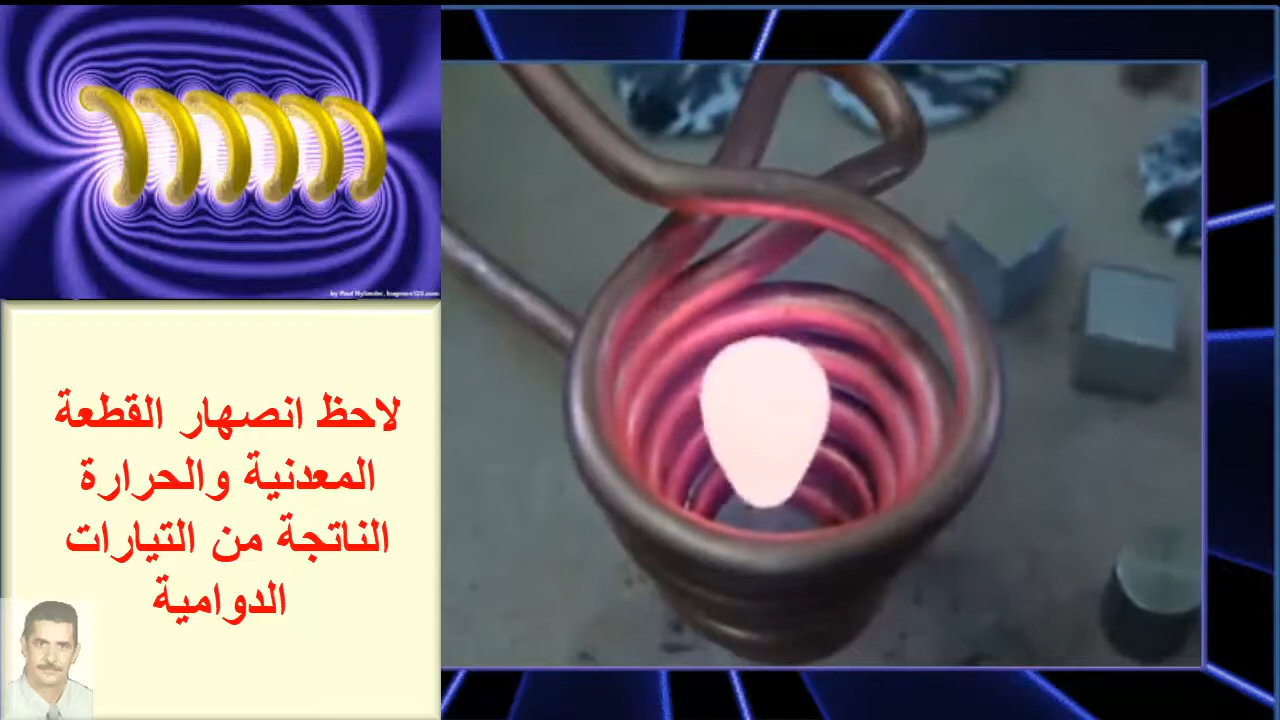 لاحظ انصهار القطعة
المعدنية والحرارة
الناتجة من التيارات
الدوامية